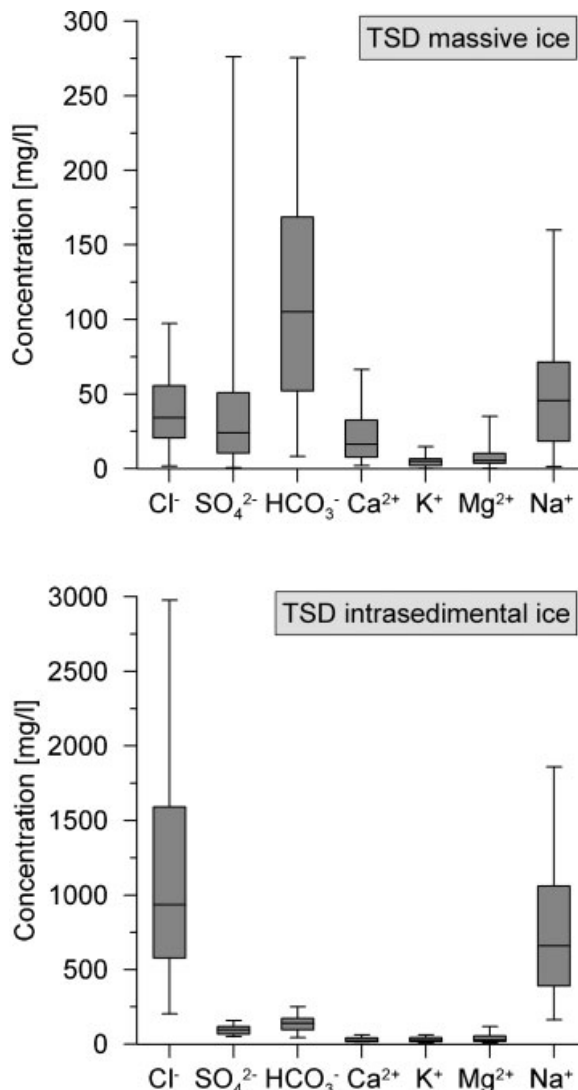 TSD massive ice
Concentration [mg/l]
300
250
200
150
100
50
0
Cl⁻ SO₄²⁻ HCO₃⁻ Ca²⁺ K⁺ Mg²⁺ Na⁺
TSD intrasedimental ice
Concentration [mg/l]
3000
2500
2000
1500
1000
500
0
Cl⁻ SO₄²⁻ HCO₃⁻ Ca²⁺ K⁺ Mg²⁺ Na⁺